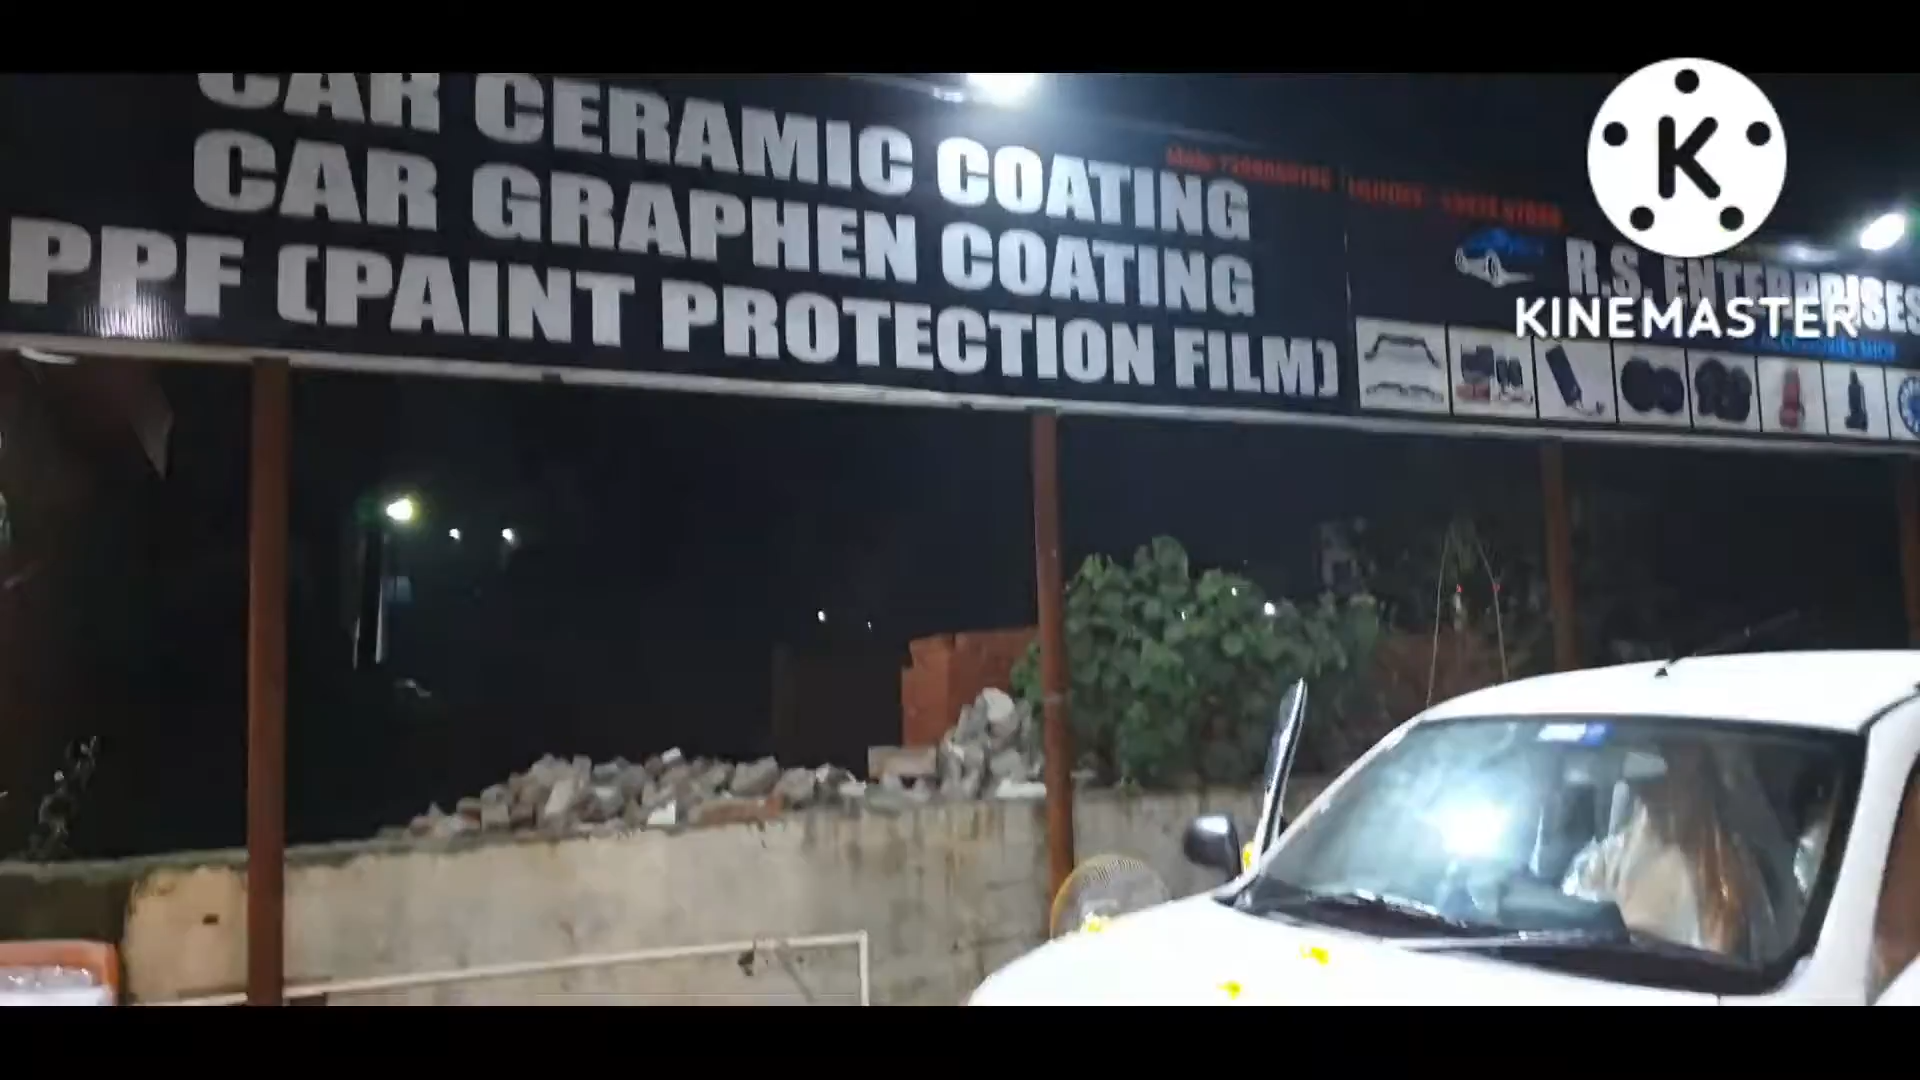 CAR CERAMIC COATING
CAR GRAPHEN COATING
PPF (PAINT PROTECTION FILM)
R.S. ENTERPRISES
K
KINEMASTER